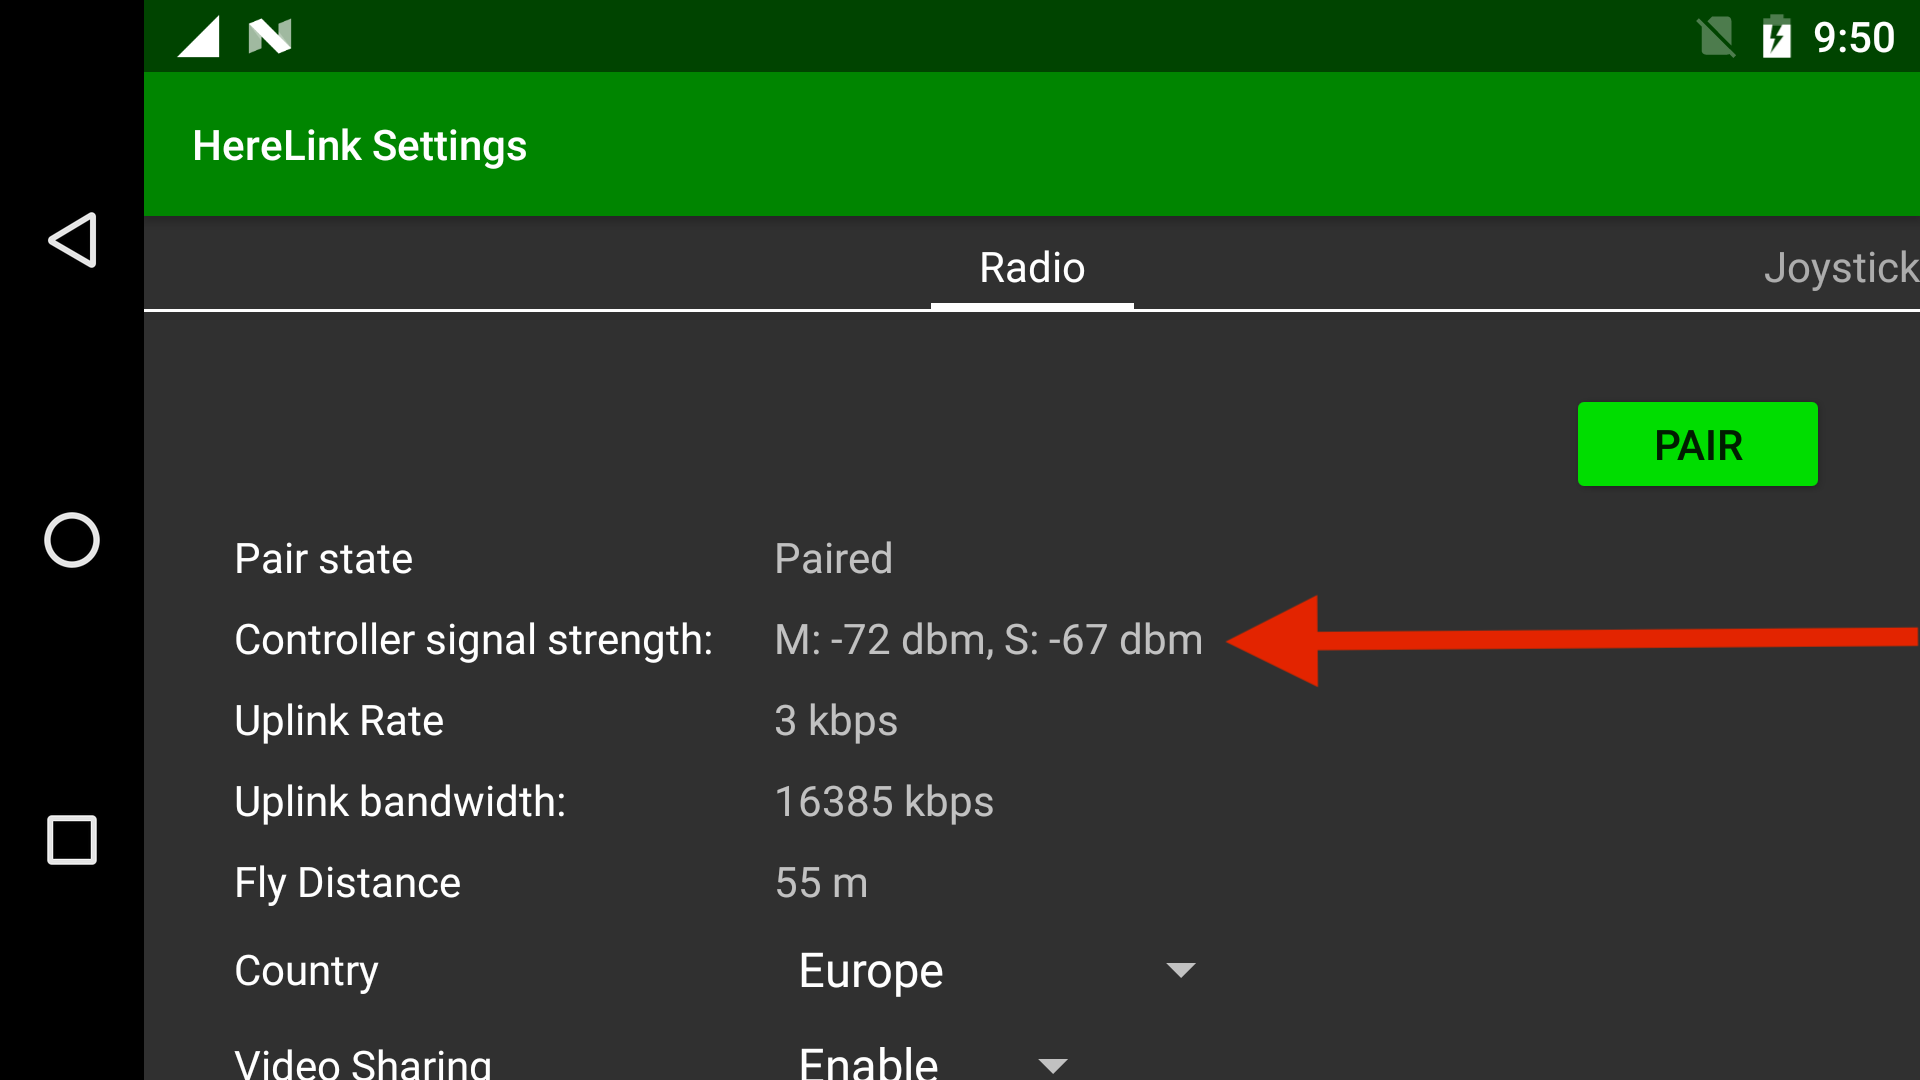 9:50
HereLink Settings
Radio Joystick
PAIR
Pair state Paired
Controller signal strength: M: -72 dbm, S: -67 dbm
Uplink Rate 3 kbps
Uplink bandwidth: 16385 kbps
Fly Distance 55 m
Country Europe
Video Sharing Enable